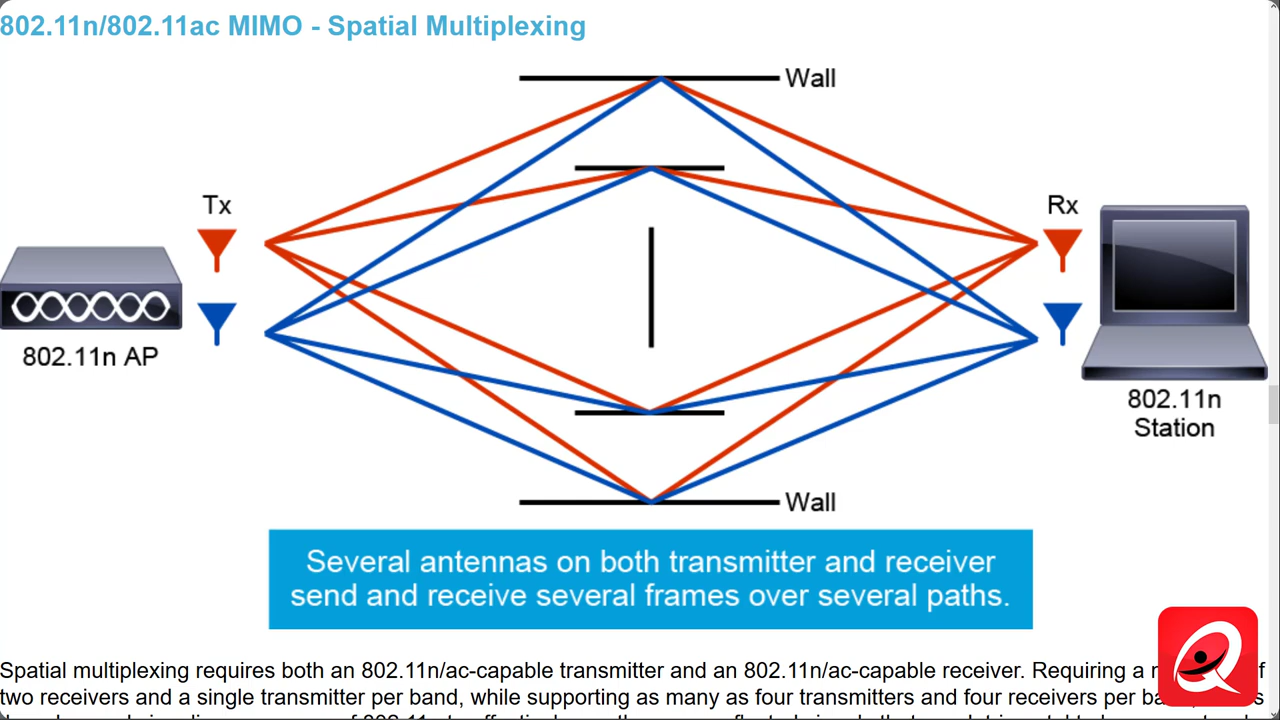 802.11n/802.11ac MIMO - Spatial Multiplexing
Wall
Tx
Rx
802.11n AP
802.11n
Station
Wall
Several antennas on both transmitter and receiver
send and receive several frames over several paths.
Spatial multiplexing requires both an 802.11n/ac-capable transmitter and an 802.11n/ac-capable receiver. Requiring a
two receivers and a single transmitter per band, while supporting as many as four transmitters and four receivers per